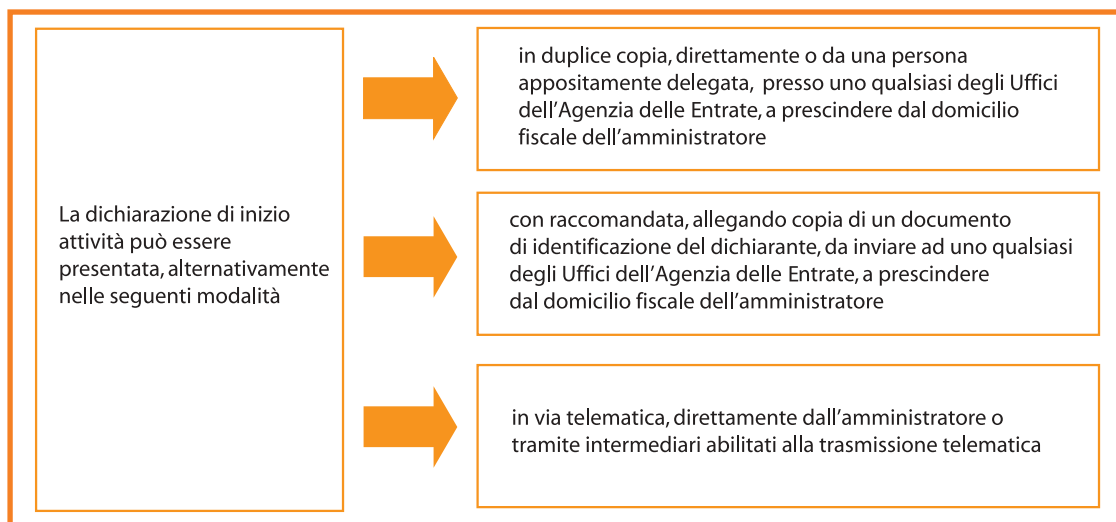 La dichiarazione di inizio
attività può essere
presentata, alternativamente
nelle seguenti modalità
in duplice copia, direttamente o da una persona
appositamente delegata, presso uno qualsiasi degli Uffici
dell'Agenzia delle Entrate, a prescindere dal domicilio
fiscale dell'amministratore
con raccomandata, allegando copia di un documento
di identificazione del dichiarante, da inviare ad uno qualsiasi
degli Uffici dell'Agenzia delle Entrate, a prescindere
dal domicilio fiscale dell'amministratore
in via telematica, direttamente dall'amministratore o
tramite intermediari abilitati alla trasmissione telematica